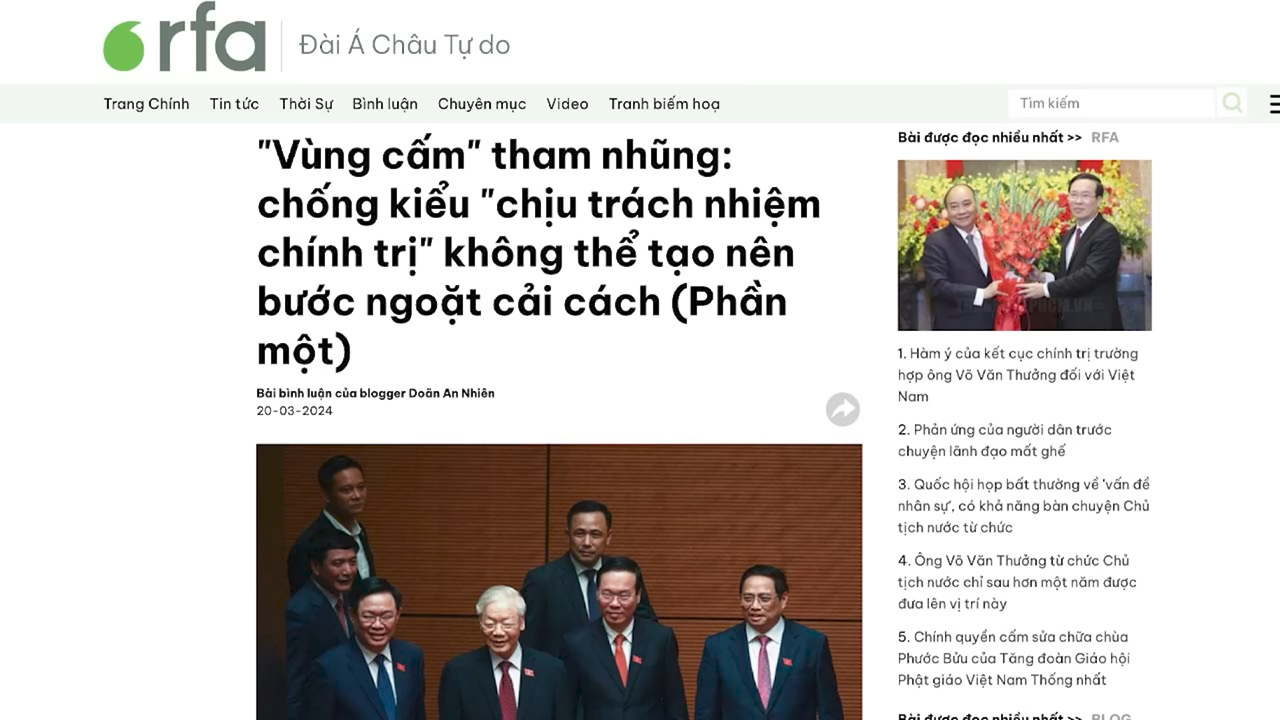 rfa
Đài Á Châu Tự do
Trang Chính Tin tức Thời Sự Bình luận Chuyên mục Video Tranh biếm hoạ
Tìm kiếm
"Vùng cấm" tham nhũng:
chống kiểu "chịu trách nhiệm
chính trị" không thể tạo nên
bước ngoặt cải cách (Phần
một)
Bài bình luận của blogger Doãn An Nhiên
20-03-2024
Bài được đọc nhiều nhất >> RFA
1. Hàm ý của kết cục chính trị trường
hợp ông Võ Văn Thưởng đối với Việt
Nam
2. Phản ứng của người dân trước
chuyện lãnh đạo mất ghế
3. Quốc hội họp bất thường về 'vấn đề
nhân sự', có khả năng bàn chuyện Chủ
tịch nước từ chức
4. Ông Võ Văn Thưởng từ chức Chủ
tịch nước chỉ sau hơn một năm được
đưa lên vị trí này
5. Chính quyền cấm sửa chữa chùa
Phước Bửu của Tăng đoàn Giáo hội
Phật giáo Việt Nam Thống nhất
Bài được đọc nhiều nhất >> BLOG